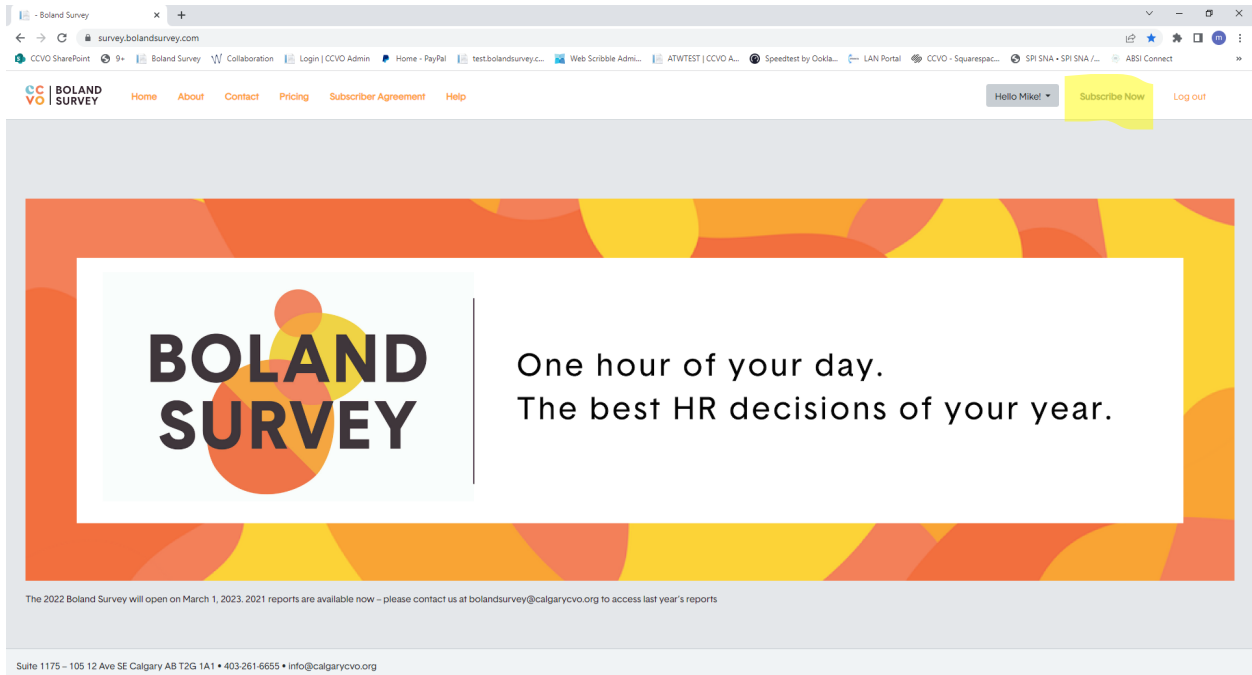 - Boland Survey
survey.bolandsurvey.com
CCVO SharePoint 9+ Boland Survey Collaboration Login | CCVO Admin Home - PayPal test.bolandsurvey.c... Web Scribble Admi... ATWTEST | CCVO A... Speedtest by Ookla... LAN Portal CCVO - Squarespac... SPI SNA • SPI SNA /... ABSI Connect »
CC VO | BOLAND SURVEY
Home About Contact Pricing Subscriber Agreement Help Hello Mike! Subscribe Now Log out
BOLAND
SURVEY
One hour of your day.
The best HR decisions of your year.
The 2022 Boland Survey will open on March 1, 2023. 2021 reports are available now – please contact us at bolandsurvey@calgarycvo.org to access last year's reports
Suite 1175 – 105 12 Ave SE Calgary AB T2G 1A1 • 403-261-6655 • info@calgarycvo.org